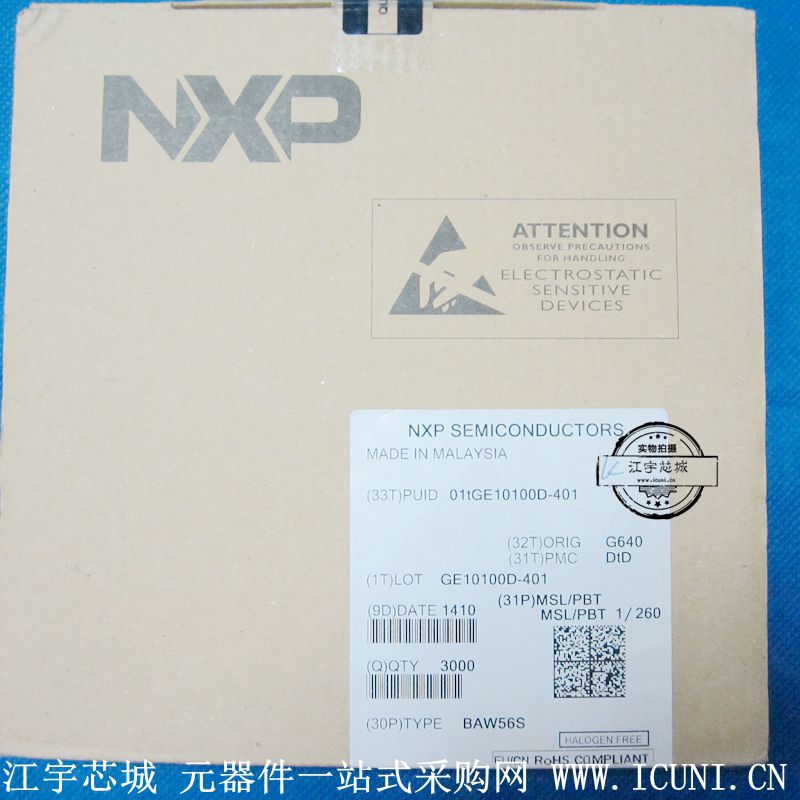 NXP
ATTENTION
OBSERVE PRECAUTIONS
FOR HANDLING
ELECTROSTATIC
SENSITIVE
DEVICES
NXP SEMICONDUCTORS
MADE IN MALAYSIA
实物拍摄
江宇芯城
www.icuni.cn
(33T)PUID 01tGE10100D-401
(32T)ORIG G640
(31T)PMC DtD
(1T)LOT GE10100D-401
(31P)MSL/PBT
(9D)DATE 1410
MSL/PBT 1/260
(Q)QTY 3000
(30P)TYPE BAW56S
HALOGEN FREE
EU/CN RoHS COMPLIANT
江宇芯城 元器件一站式采购网 WWW.ICUNI.CN